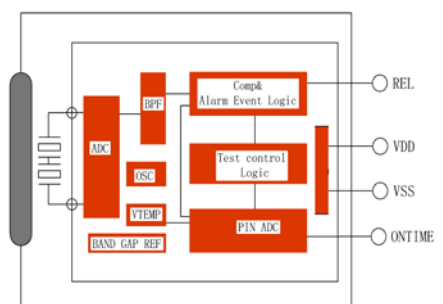 Comp&
Alarm Event Logic
REL
BPF
ADC
VDD
Test control
Logic
OSC
VSS
VTEMP
PIN ADC
ONTIME
BAND GAP REF